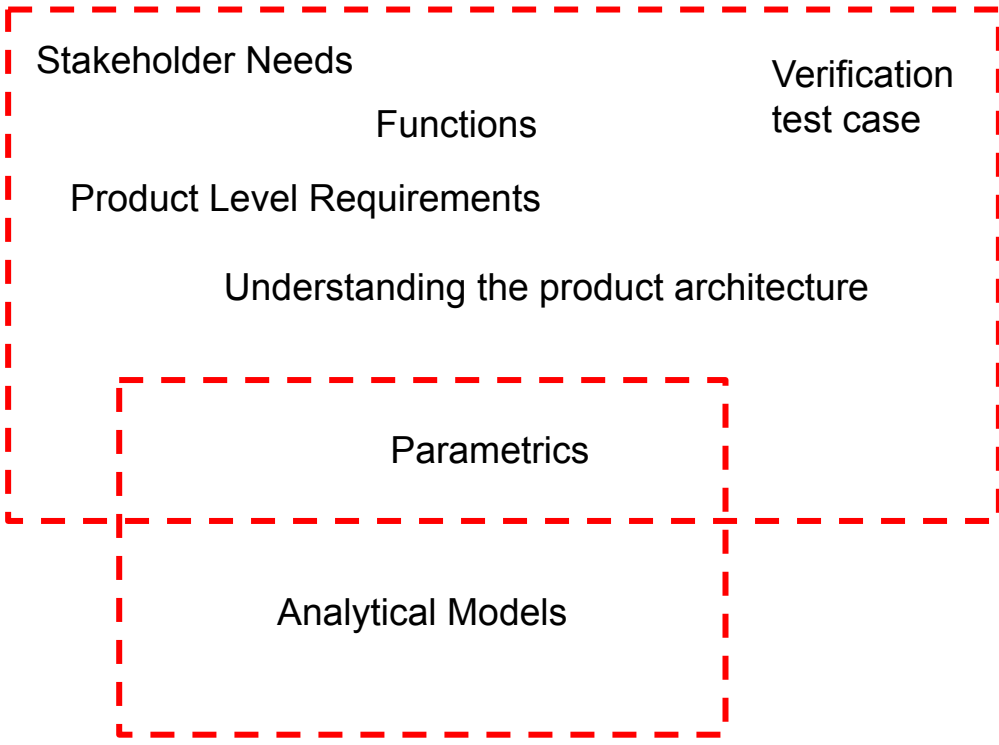 Stakeholder Needs
Verification
test case
Functions
Product Level Requirements
Understanding the product architecture
Parametrics
Analytical Models